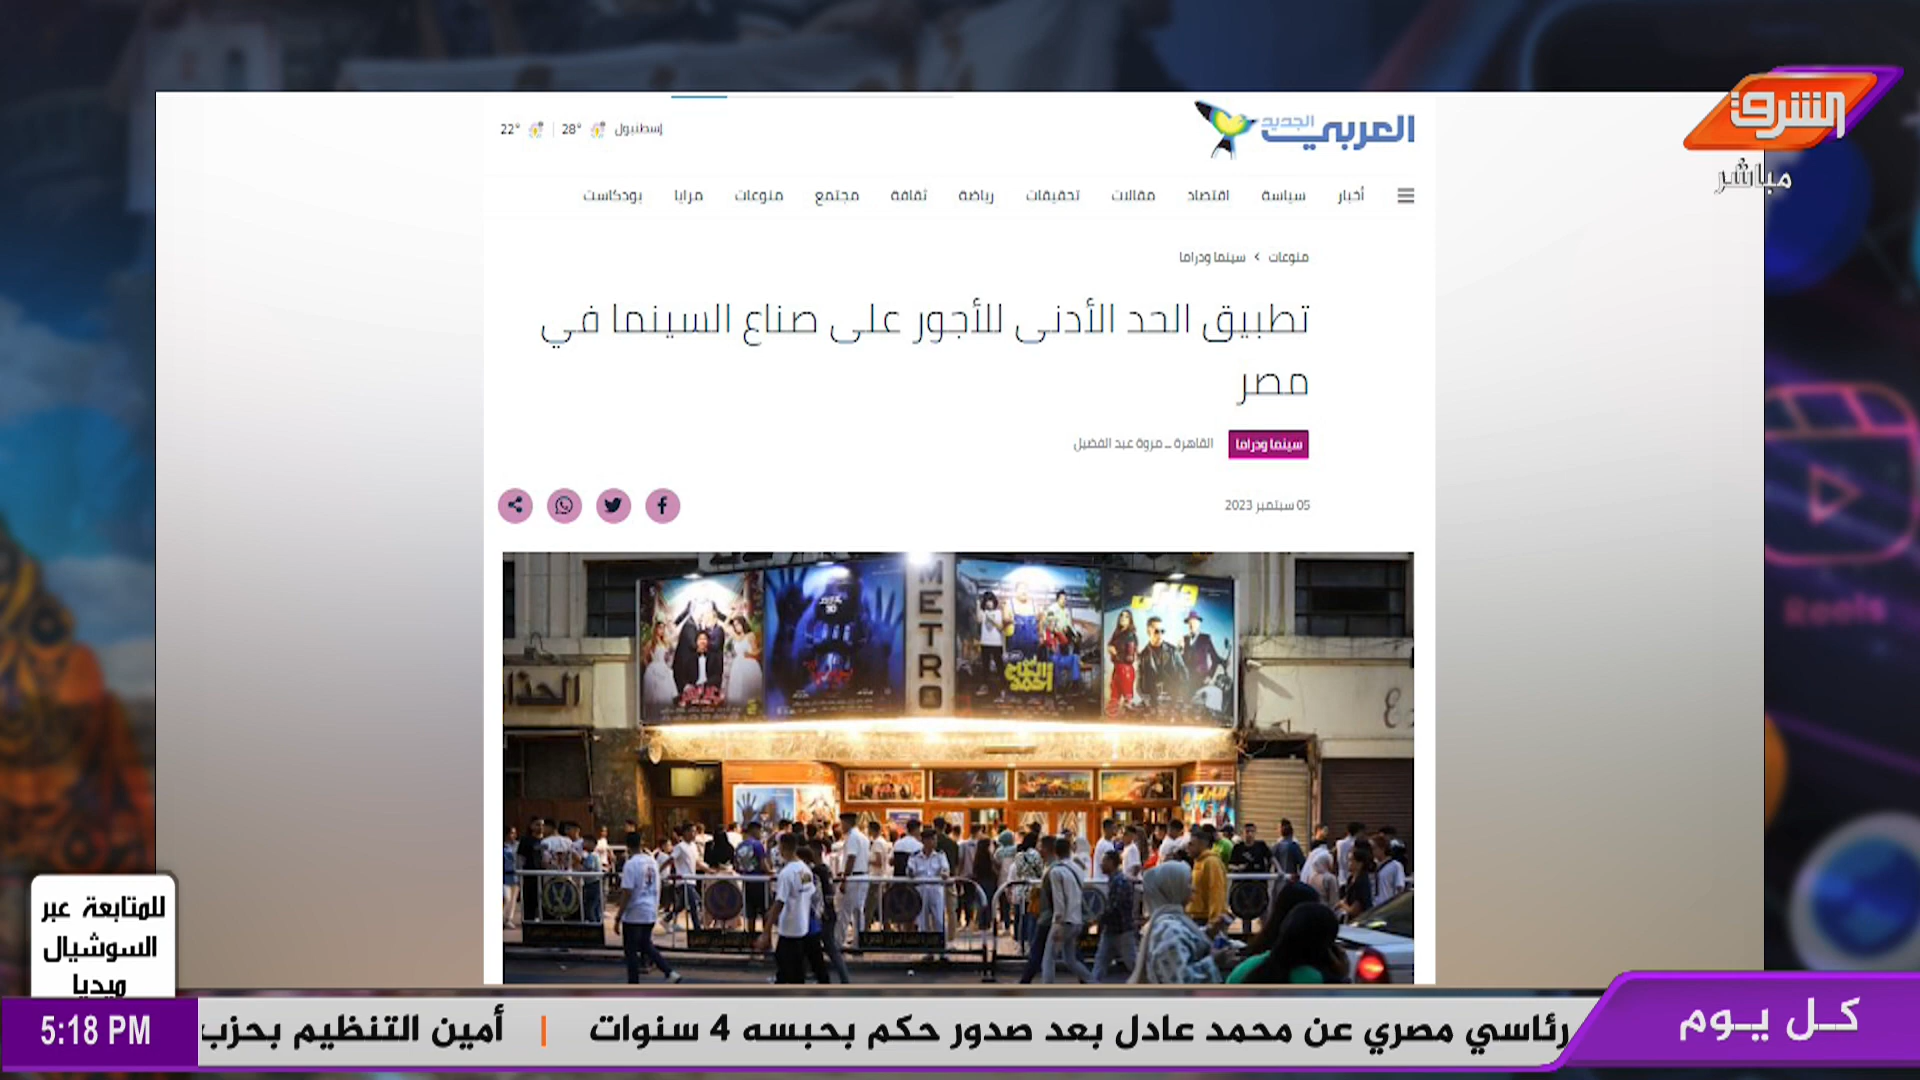 الشرق
مباشر
العربي الجديد
إسطنبول 28° 22°
أخبار سياسة اقتصاد مقالات تحقيقات رياضة ثقافة مجتمع منوعات مرايا بودكاست
منوعات > سينما ودراما
تطبيق الحد الأدنى للأجور على صناع السينما في
مصر
سينما ودراما القاهرة ــ مروة عبد الفضيل
05 سبتمبر 2023
METRO
Reels
للمتابعة عبر
السوشيال
ميديا
كل يوم
رئاسي مصري عن محمد عادل بعد صدور حكم بحبسه 4 سنوات | أمين التنظيم بحزب
5:18 PM